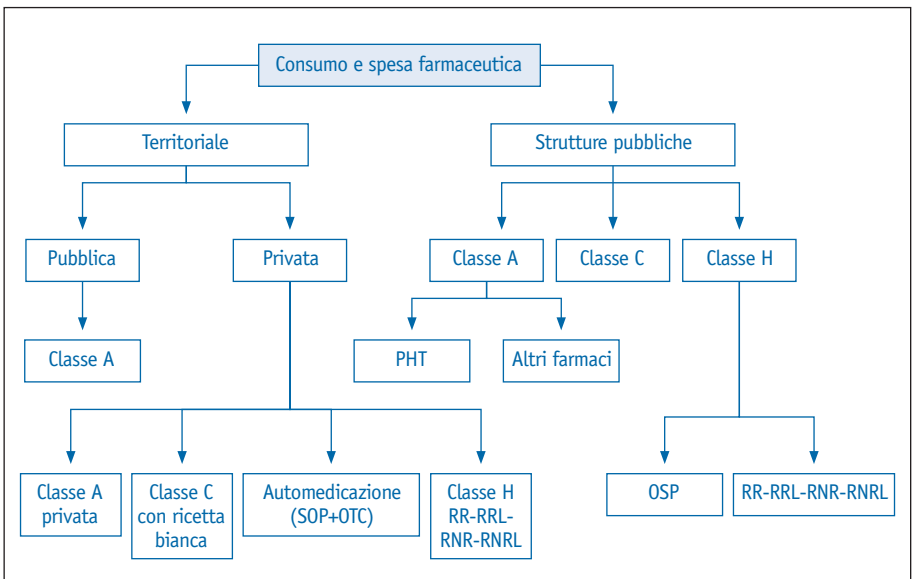 Consumo e spesa farmaceutica
Territoriale
Strutture pubbliche
Pubblica
Privata
Classe A
Classe C
Classe H
Classe A
PHT
Altri farmaci
Classe A
privata
Classe C
con ricetta
bianca
Automedicazione
(SOP+OTC)
Classe H
RR-RRL-
RNR-RNRL
OSP
RR-RRL-RNR-RNRL